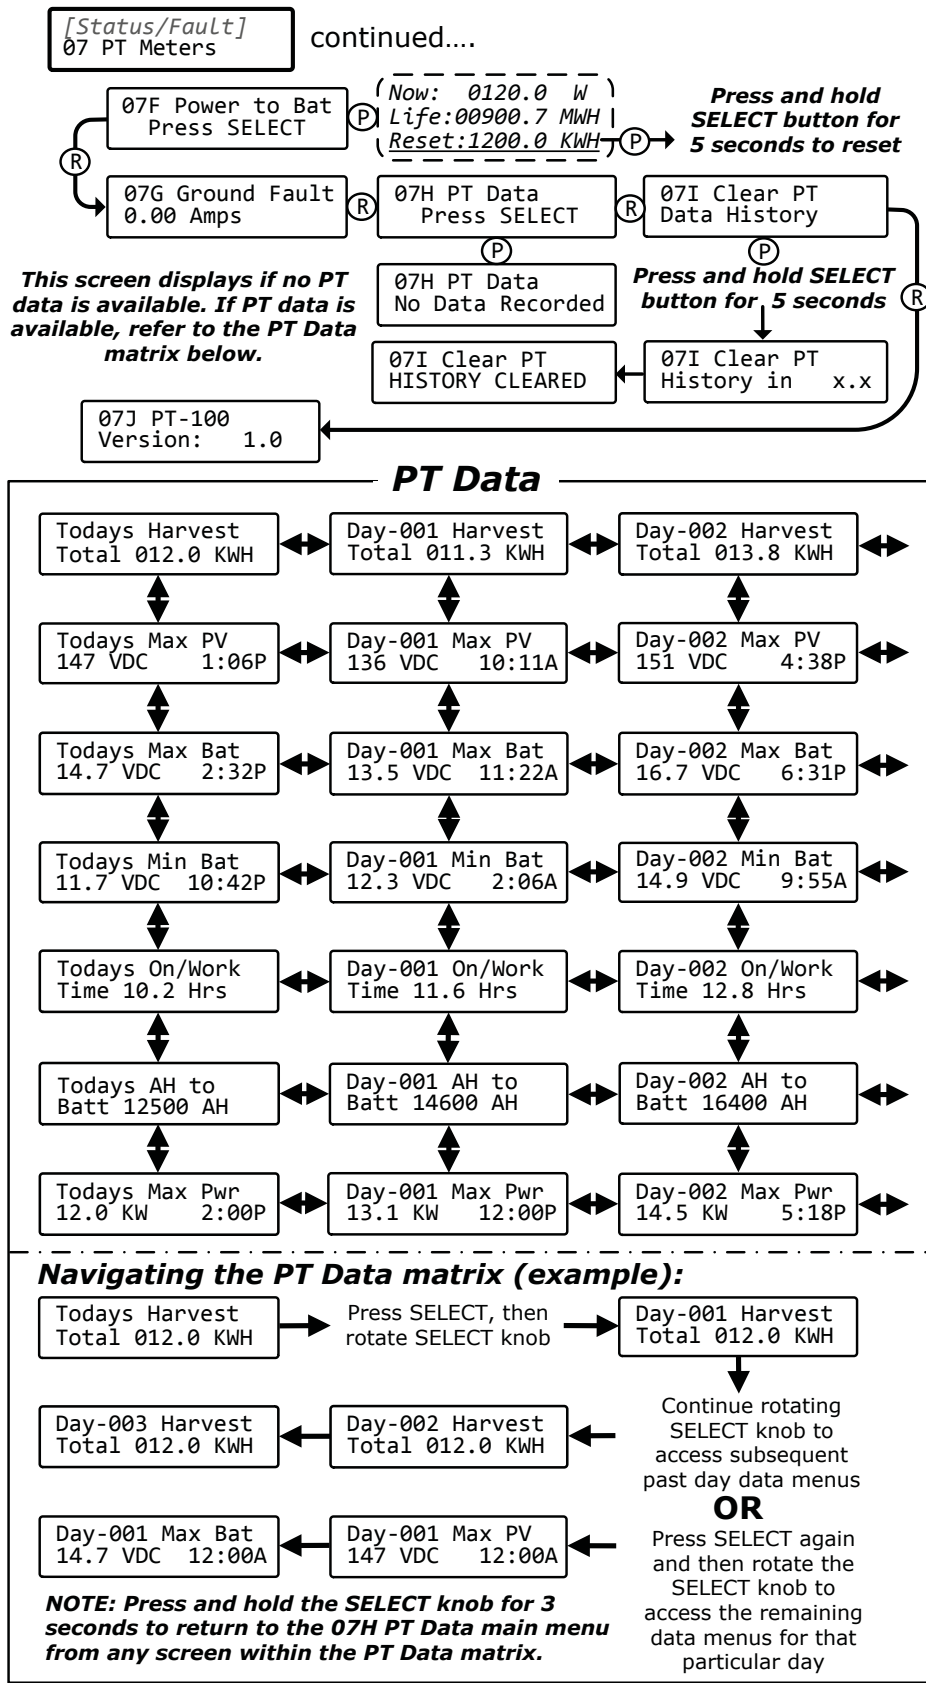 [Status/Fault]
07 PT Meters
continued….
07F Power to Bat
Press SELECT
P
Now: 0120.0 W
Life:00900.7 MWH
Reset:1200.0 KWH
P
Press and hold
SELECT button for
5 seconds to reset
R
07G Ground Fault
0.00 Amps
R
07H PT Data
Press SELECT
R
07I Clear PT
Data History
P
P
This screen displays if no PT
data is available. If PT data is
available, refer to the PT Data
matrix below.
07H PT Data
No Data Recorded
Press and hold SELECT
button for 5 seconds
R
07I Clear PT
HISTORY CLEARED
07I Clear PT
History in x.x
07J PT-100
Version: 1.0
PT Data
Todays Harvest
Total 012.0 KWH
Day-001 Harvest
Total 011.3 KWH
Day-002 Harvest
Total 013.8 KWH
Todays Max PV
147 VDC 1:06P
Day-001 Max PV
136 VDC 10:11A
Day-002 Max PV
151 VDC 4:38P
Todays Max Bat
14.7 VDC 2:32P
Day-001 Max Bat
13.5 VDC 11:22A
Day-002 Max Bat
16.7 VDC 6:31P
Todays Min Bat
11.7 VDC 10:42P
Day-001 Min Bat
12.3 VDC 2:06A
Day-002 Min Bat
14.9 VDC 9:55A
Todays On/Work
Time 10.2 Hrs
Day-001 On/Work
Time 11.6 Hrs
Day-002 On/Work
Time 12.8 Hrs
Todays AH to
Batt 12500 AH
Day-001 AH to
Batt 14600 AH
Day-002 AH to
Batt 16400 AH
Todays Max Pwr
12.0 KW 2:00P
Day-001 Max Pwr
13.1 KW 12:00P
Day-002 Max Pwr
14.5 KW 5:18P
Navigating the PT Data matrix (example):
Todays Harvest
Total 012.0 KWH
Press SELECT, then
rotate SELECT knob
Day-001 Harvest
Total 012.0 KWH
Day-003 Harvest
Total 012.0 KWH
Day-002 Harvest
Total 012.0 KWH
Continue rotating
SELECT knob to
access subsequent
past day data menus
OR
Day-001 Max Bat
14.7 VDC 12:00A
Day-001 Max PV
147 VDC 12:00A
Press SELECT again
and then rotate the
SELECT knob to
access the remaining
data menus for that
particular day
NOTE: Press and hold the SELECT knob for 3
seconds to return to the 07H PT Data main menu
from any screen within the PT Data matrix.